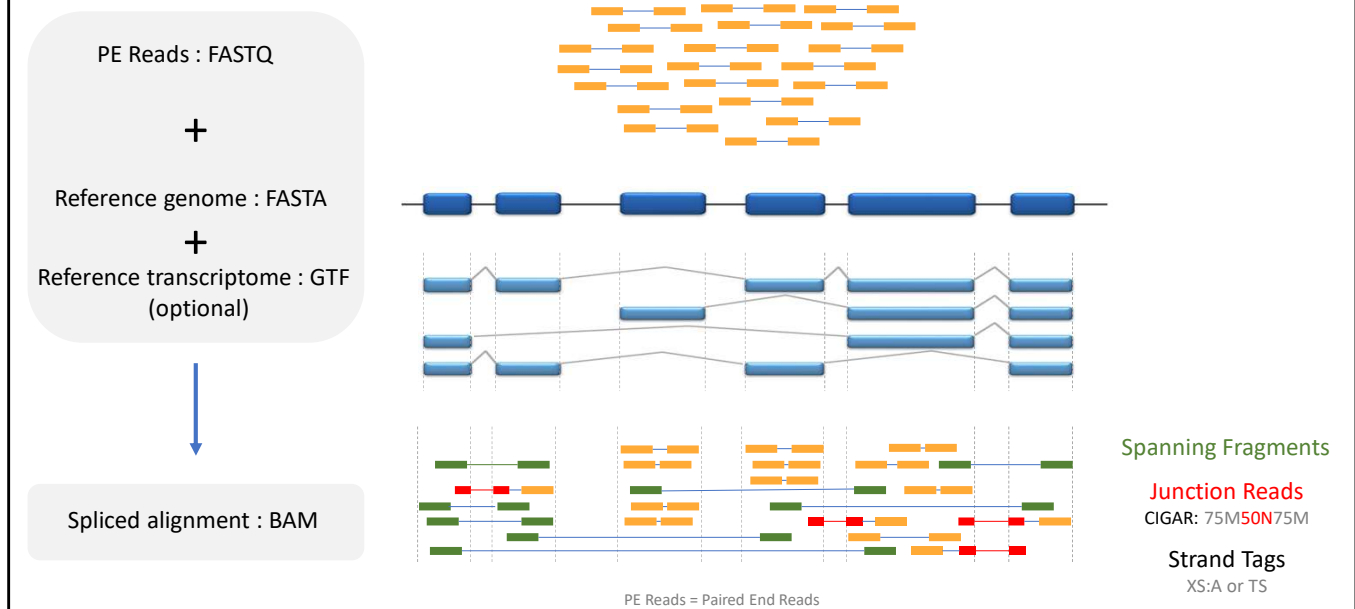 PE Reads : FASTQ
+
Reference genome : FASTA
+
Reference transcriptome : GTF
(optional)
Spliced alignment : BAM
Spanning Fragments
Junction Reads
CIGAR: 75M50N75M
Strand Tags
XS:A or TS
PE Reads = Paired End Reads